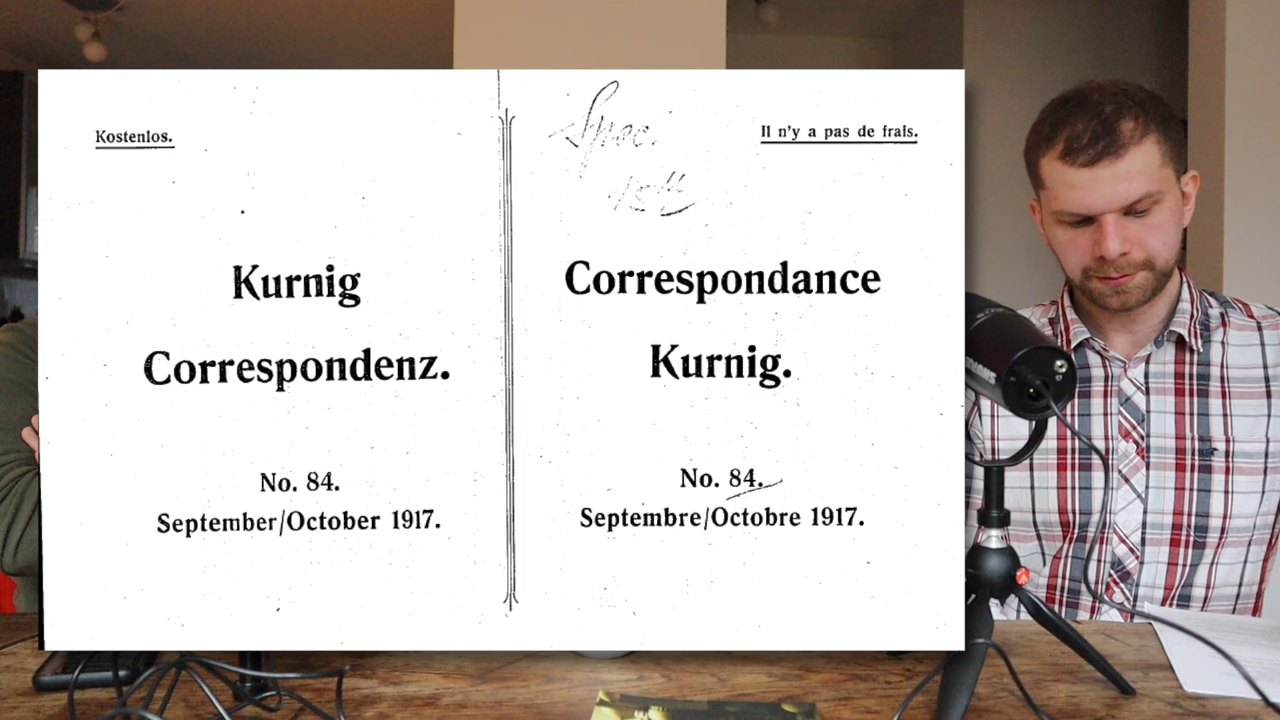 Kostenlos.
Kurnig
Correspondenz.
No. 84.
September/October 1917.
Il n'y a pas de frais.
Correspondance
Kurnig.
No. 84.
Septembre/Octobre 1917.